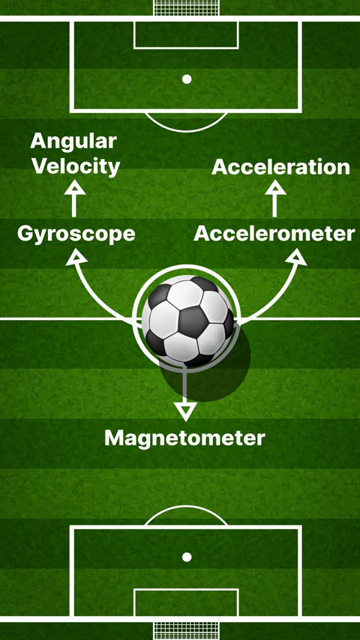 Angular
Velocity
Acceleration
Gyroscope
Accelerometer
Magnetometer